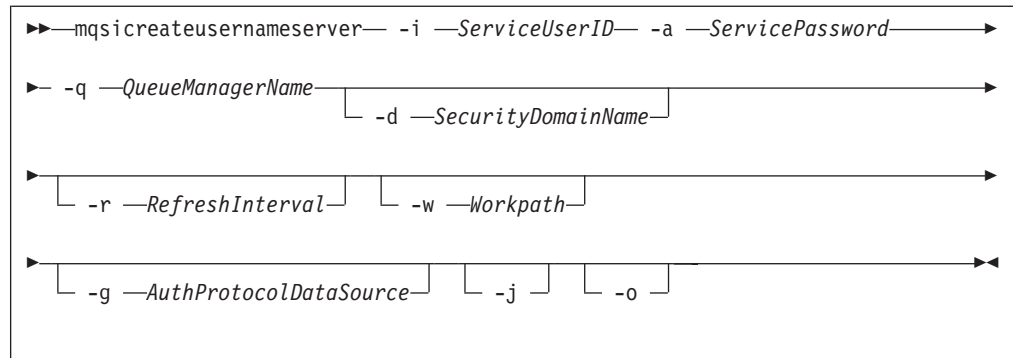 mqsicreateusernameserver -i ServiceUserID -a ServicePassword
-q QueueManagerName
-d SecurityDomainName
-r RefreshInterval -w Workpath
-g AuthProtocolDataSource -j -o